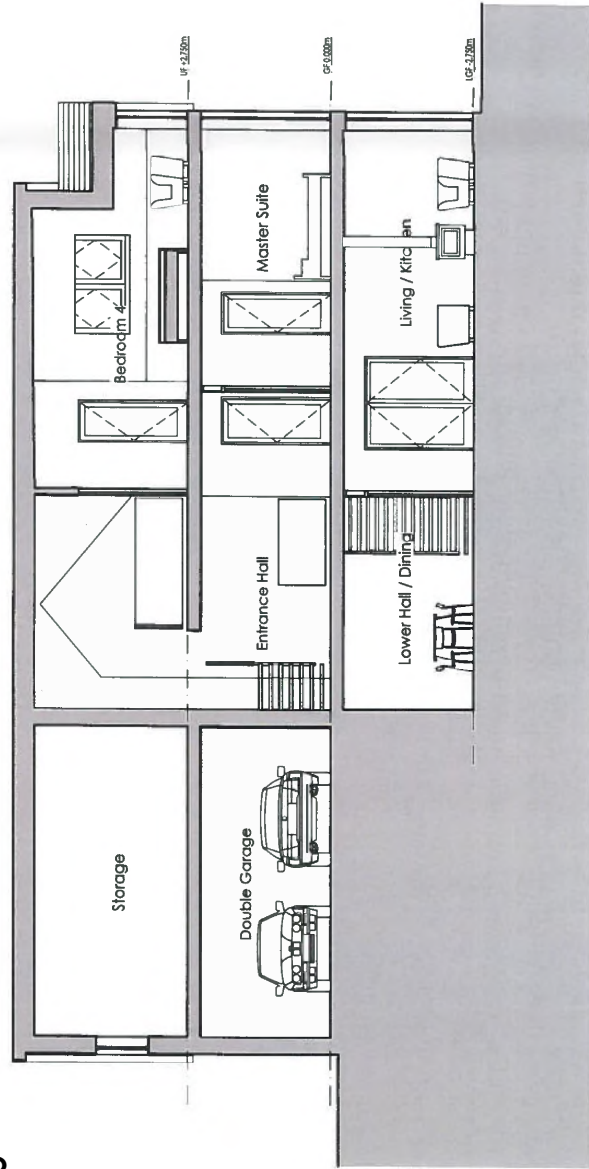 UF +2.750m
Bedroom 4
Storage
GF 0.000m
Master Suite
Entrance Hall
Double Garage
LGF -2.750m
Living / Kitchen
Lower Hall / Dining